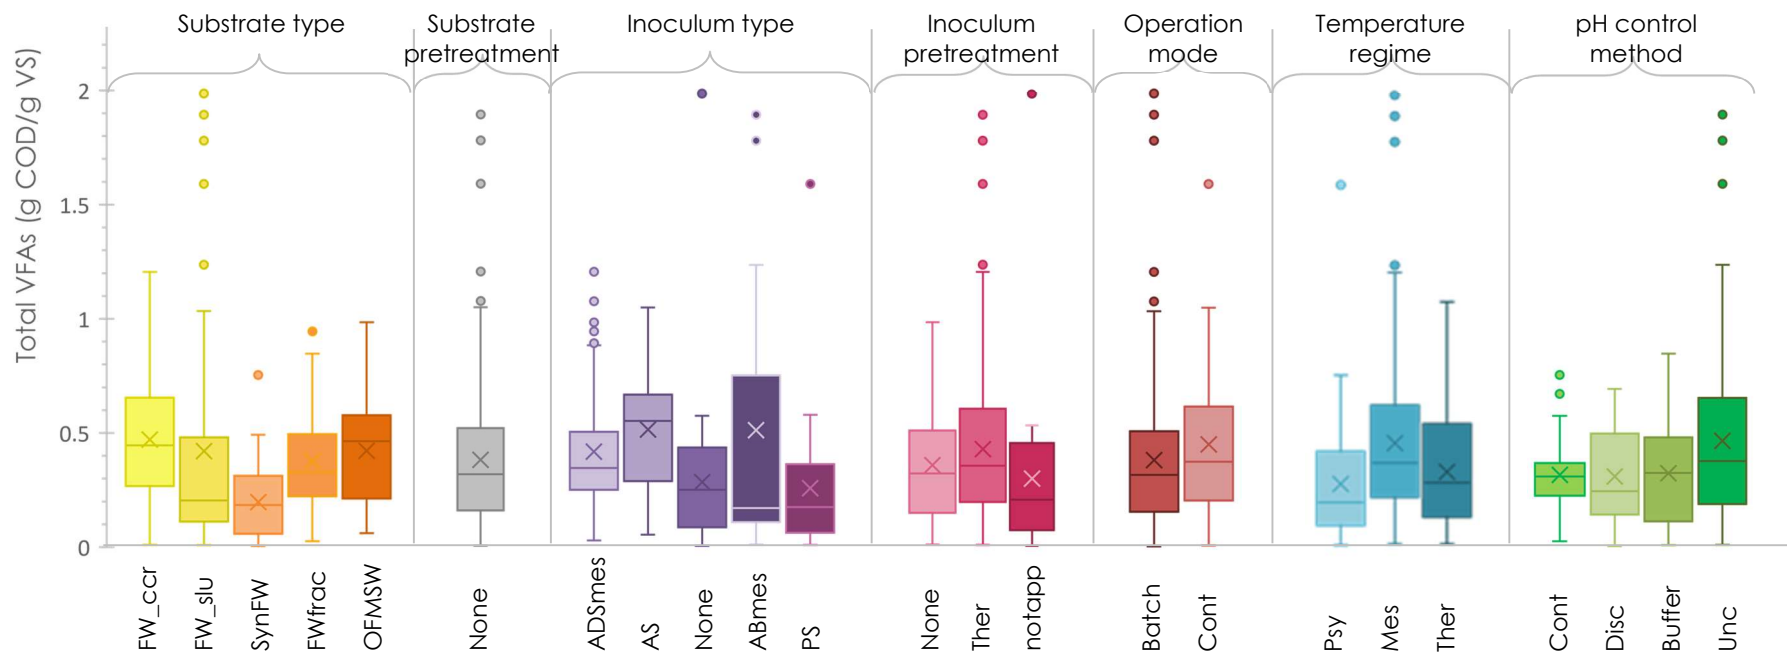 Substrate type
Substrate
pretreatment
Inoculum type
Inoculum
pretreatment
Operation
mode
Temperature
regime
pH control
method
Total VFAs (g COD/g VS)
2
1.5
1
0.5
0
FW_ccr
FW_slu
SynFW
FWfrac
OFMSW
None
ADSmes
AS
None
ABmes
PS
None
Ther
notapp
Batch
Cont
Psy
Mes
Ther
Cont
Disc
Buffer
Unc